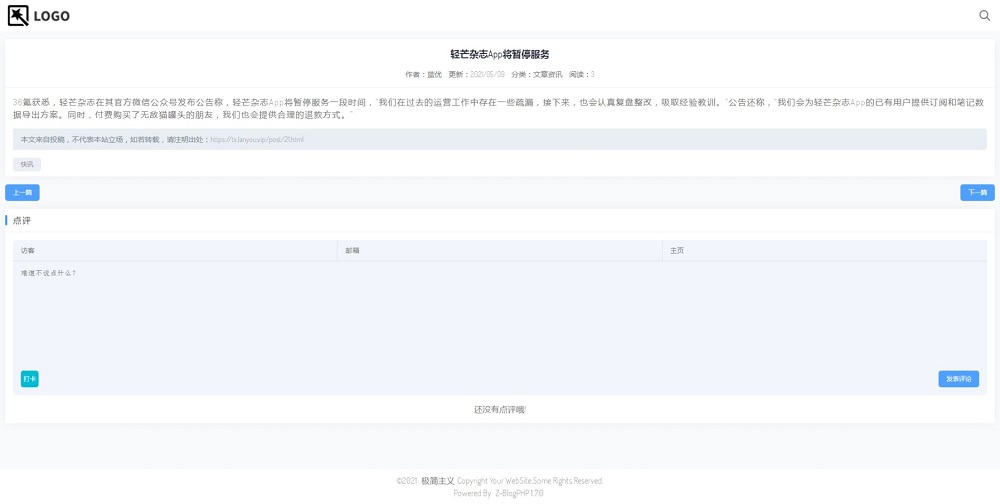 LOGO
轻芒杂志App将暂停服务
作者：蓝优 更新：2021/05/09 分类：文章资讯 阅读：3
36氪获悉，轻芒杂志在其官方微信公众号发布公告称，轻芒杂志App将暂停服务一段时间，“我们在过去的运营工作中存在一些疏漏，接下来，也会认真复盘整改，吸取经验教训。”公告还称，“我们会为轻芒杂志App的已有用户提供订阅和笔记数
据导出方案。同时，付费购买了无敌猫罐头的朋友，我们也会提供合理的退款方式。”
本文来自投稿，不代表本站立场，如若转载，请注明出处：https://tx.lanyou.vip/post/21.html
快讯
上一篇 下一篇
点评
访客 邮箱 主页
难道不说点什么？
打卡 发表评论
还没有点评哦!
©2021 极简主义 Copyright Your WebSite.Some Rights Reserved.
Powered By Z-BlogPHP 1.7.0